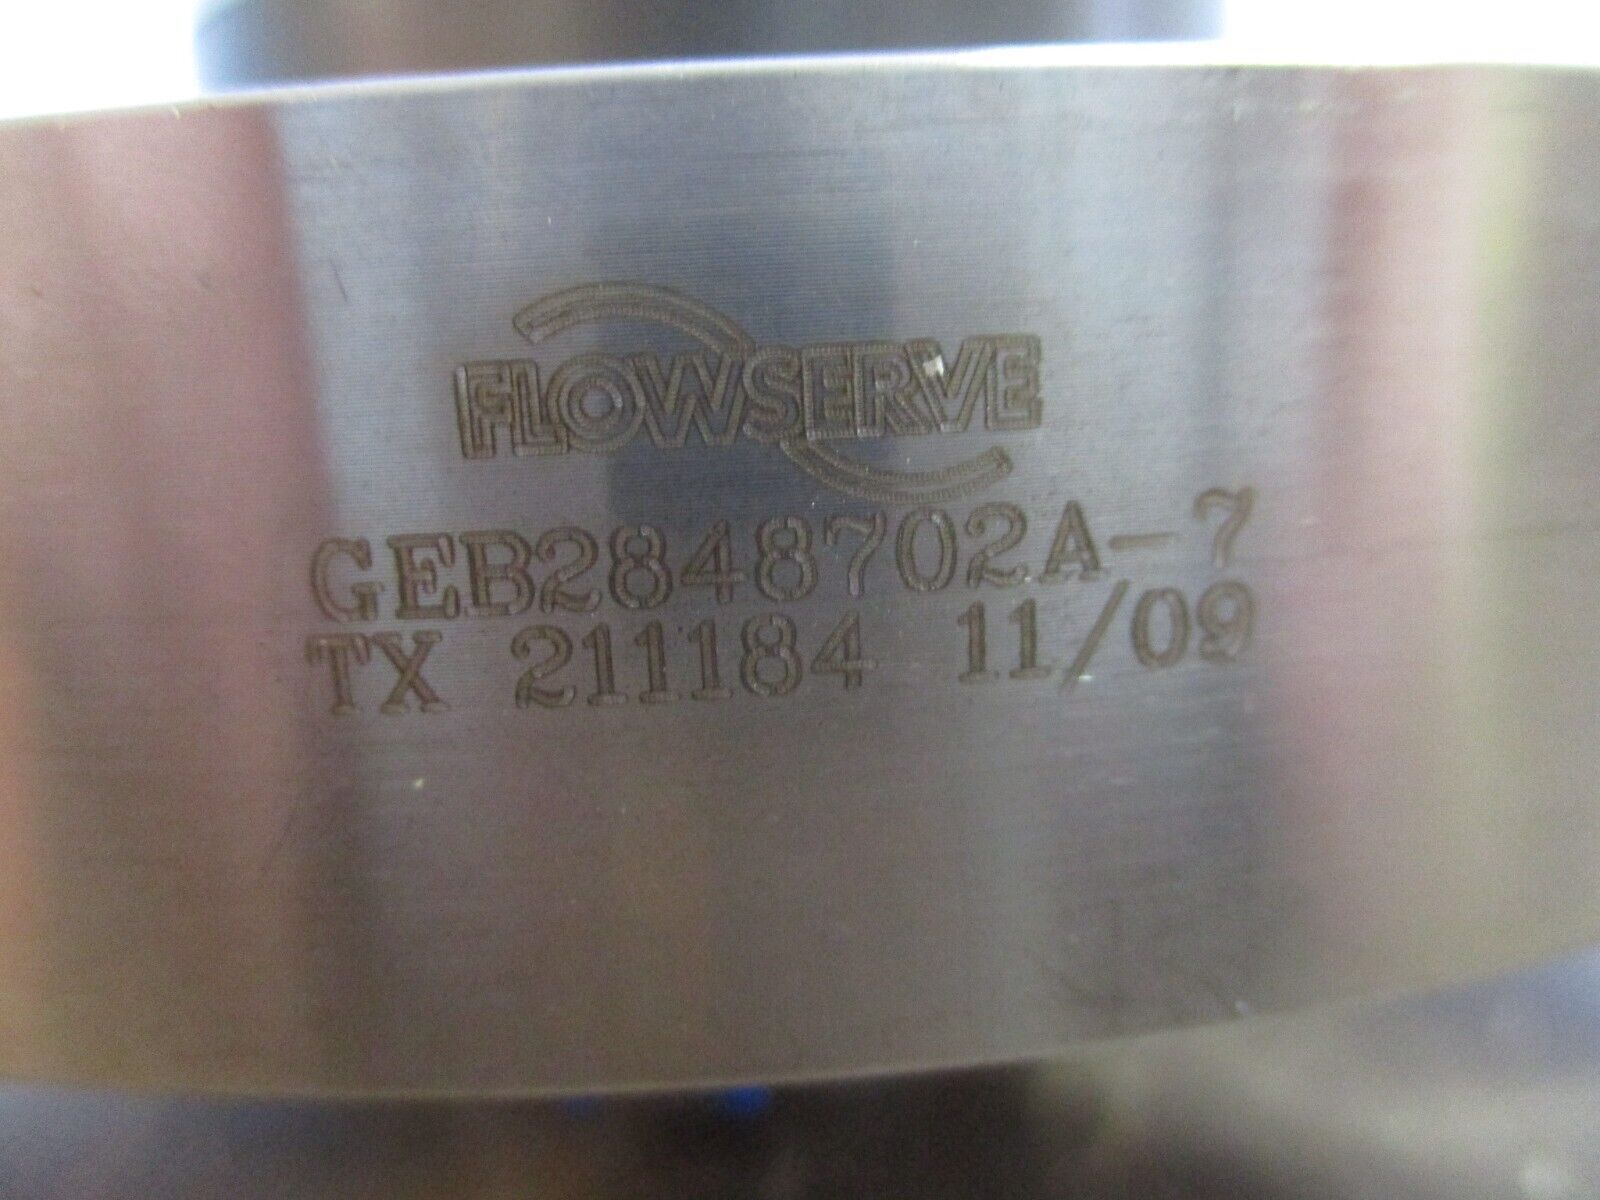 FLOWSERVE
GEB2848702A-7
TX 211184 11/09